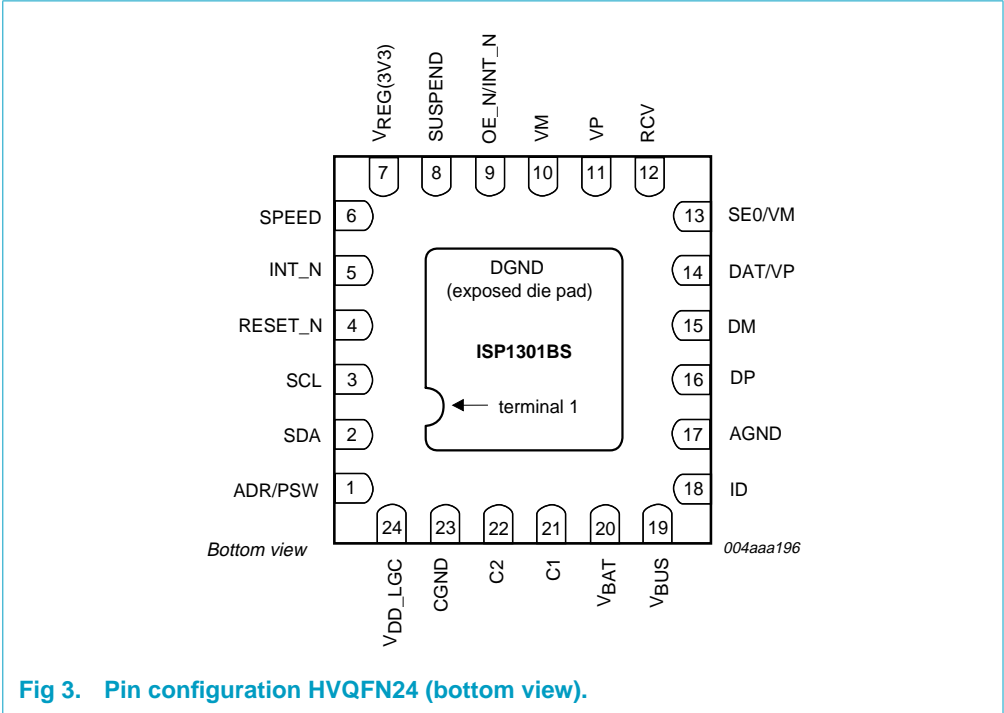 VREG(3V3)
SUSPEND
OE_N/INT_N
VM
VP
RCV
7
8
9
10
11
12
SPEED 6
INT_N 5
RESET_N 4
SCL 3
SDA 2
ADR/PSW 1
13 SE0/VM
14 DAT/VP
15 DM
16 DP
17 AGND
18 ID
DGND
(exposed die pad)
ISP1301BS
terminal 1
24
23
22
21
20
19
VDD_LGC
CGND
C2
C1
VBAT
VBUS
Bottom view
004aaa196
Fig 3. Pin configuration HVQFN24 (bottom view).